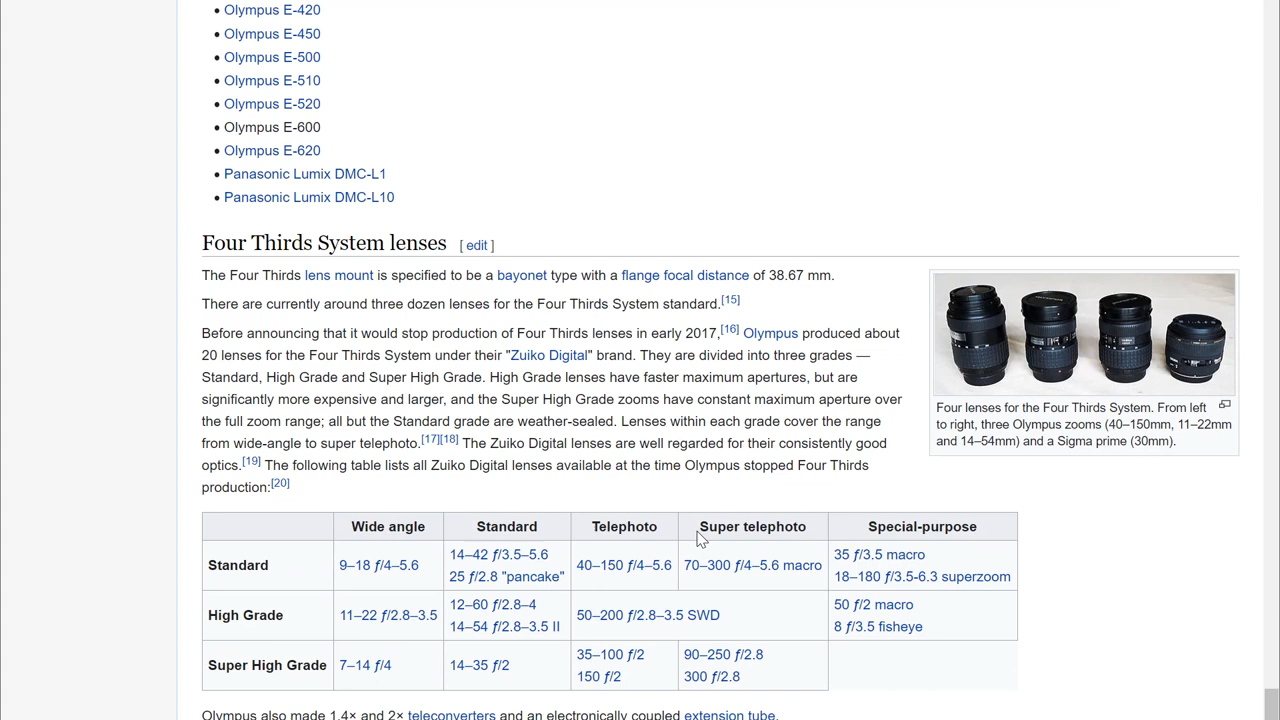 • Olympus E-420
• Olympus E-450
• Olympus E-500
• Olympus E-510
• Olympus E-520
• Olympus E-600
• Olympus E-620
• Panasonic Lumix DMC-L1
• Panasonic Lumix DMC-L10
Four Thirds System lenses [ edit ]
The Four Thirds lens mount is specified to be a bayonet type with a flange focal distance of 38.67 mm.
There are currently around three dozen lenses for the Four Thirds System standard.[15]
Before announcing that it would stop production of Four Thirds lenses in early 2017,[16] Olympus produced about
20 lenses for the Four Thirds System under their "Zuiko Digital" brand. They are divided into three grades —
Standard, High Grade and Super High Grade. High Grade lenses have faster maximum apertures, but are
significantly more expensive and larger, and the Super High Grade zooms have constant maximum aperture over
the full zoom range; all but the Standard grade are weather-sealed. Lenses within each grade cover the range
from wide-angle to super telephoto.[17][18] The Zuiko Digital lenses are well regarded for their consistently good
optics.[19] The following table lists all Zuiko Digital lenses available at the time Olympus stopped Four Thirds
production:[20]
Four lenses for the Four Thirds System. From left
to right, three Olympus zooms (40–150mm, 11–22mm
and 14–54mm) and a Sigma prime (30mm).
Wide angle Standard Telephoto Super telephoto Special-purpose
Standard 9–18 ƒ/4–5.6 14–42 ƒ/3.5–5.6 40–150 ƒ/4–5.6 70–300 ƒ/4–5.6 macro 35 ƒ/3.5 macro
25 ƒ/2.8 "pancake" 18–180 ƒ/3.5-6.3 superzoom
High Grade 11–22 ƒ/2.8–3.5 12–60 ƒ/2.8–4 50–200 ƒ/2.8–3.5 SWD 50 ƒ/2 macro
14–54 ƒ/2.8–3.5 II 8 ƒ/3.5 fisheye
Super High Grade 7–14 ƒ/4 14–35 ƒ/2 35–100 ƒ/2 90–250 ƒ/2.8
150 ƒ/2 300 ƒ/2.8
Olympus also made 1.4× and 2× teleconverters and an electronically coupled extension tube.